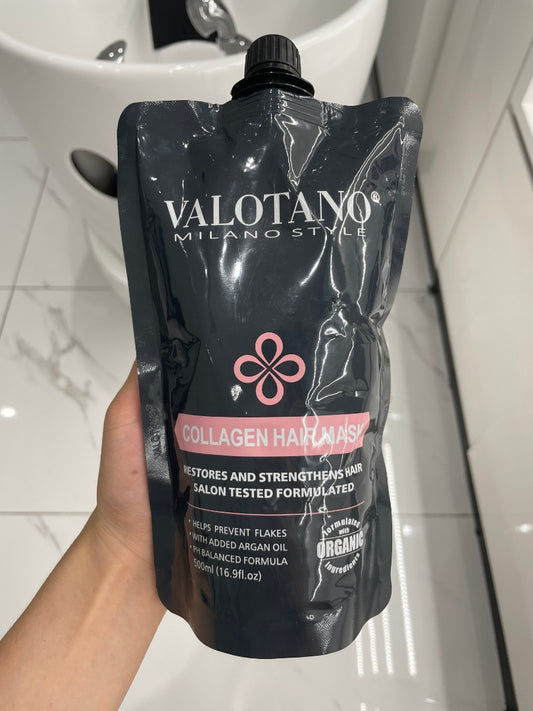 VALOTANO®
MILANO STYLE
COLLAGEN HAIR MASK
RESTORES AND STRENGTHENS HAIR
SALON TESTED FORMULATED
• HELPS PREVENT FLAKES
• WITH ADDED ARGAN OIL
• PH BALANCED FORMULA
500ml (16.9fl.oz)
formulated
with
ORGANIC
ingredients